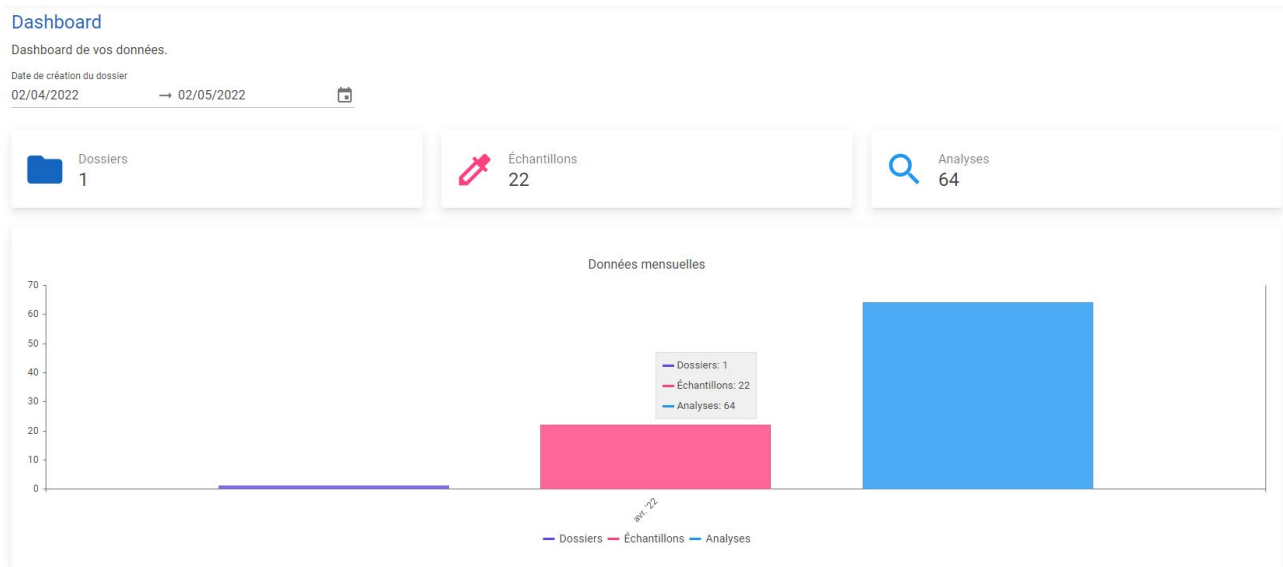 Dashboard
Dashboard de vos données.
Date de création du dossier
02/04/2022 → 02/05/2022
Dossiers
1
Échantillons
22
Analyses
64
Données mensuelles
70
60
50
40
30
20
10
0
Dossiers: 1
Échantillons: 22
Analyses: 64
avr. '22
Dossiers Échantillons Analyses